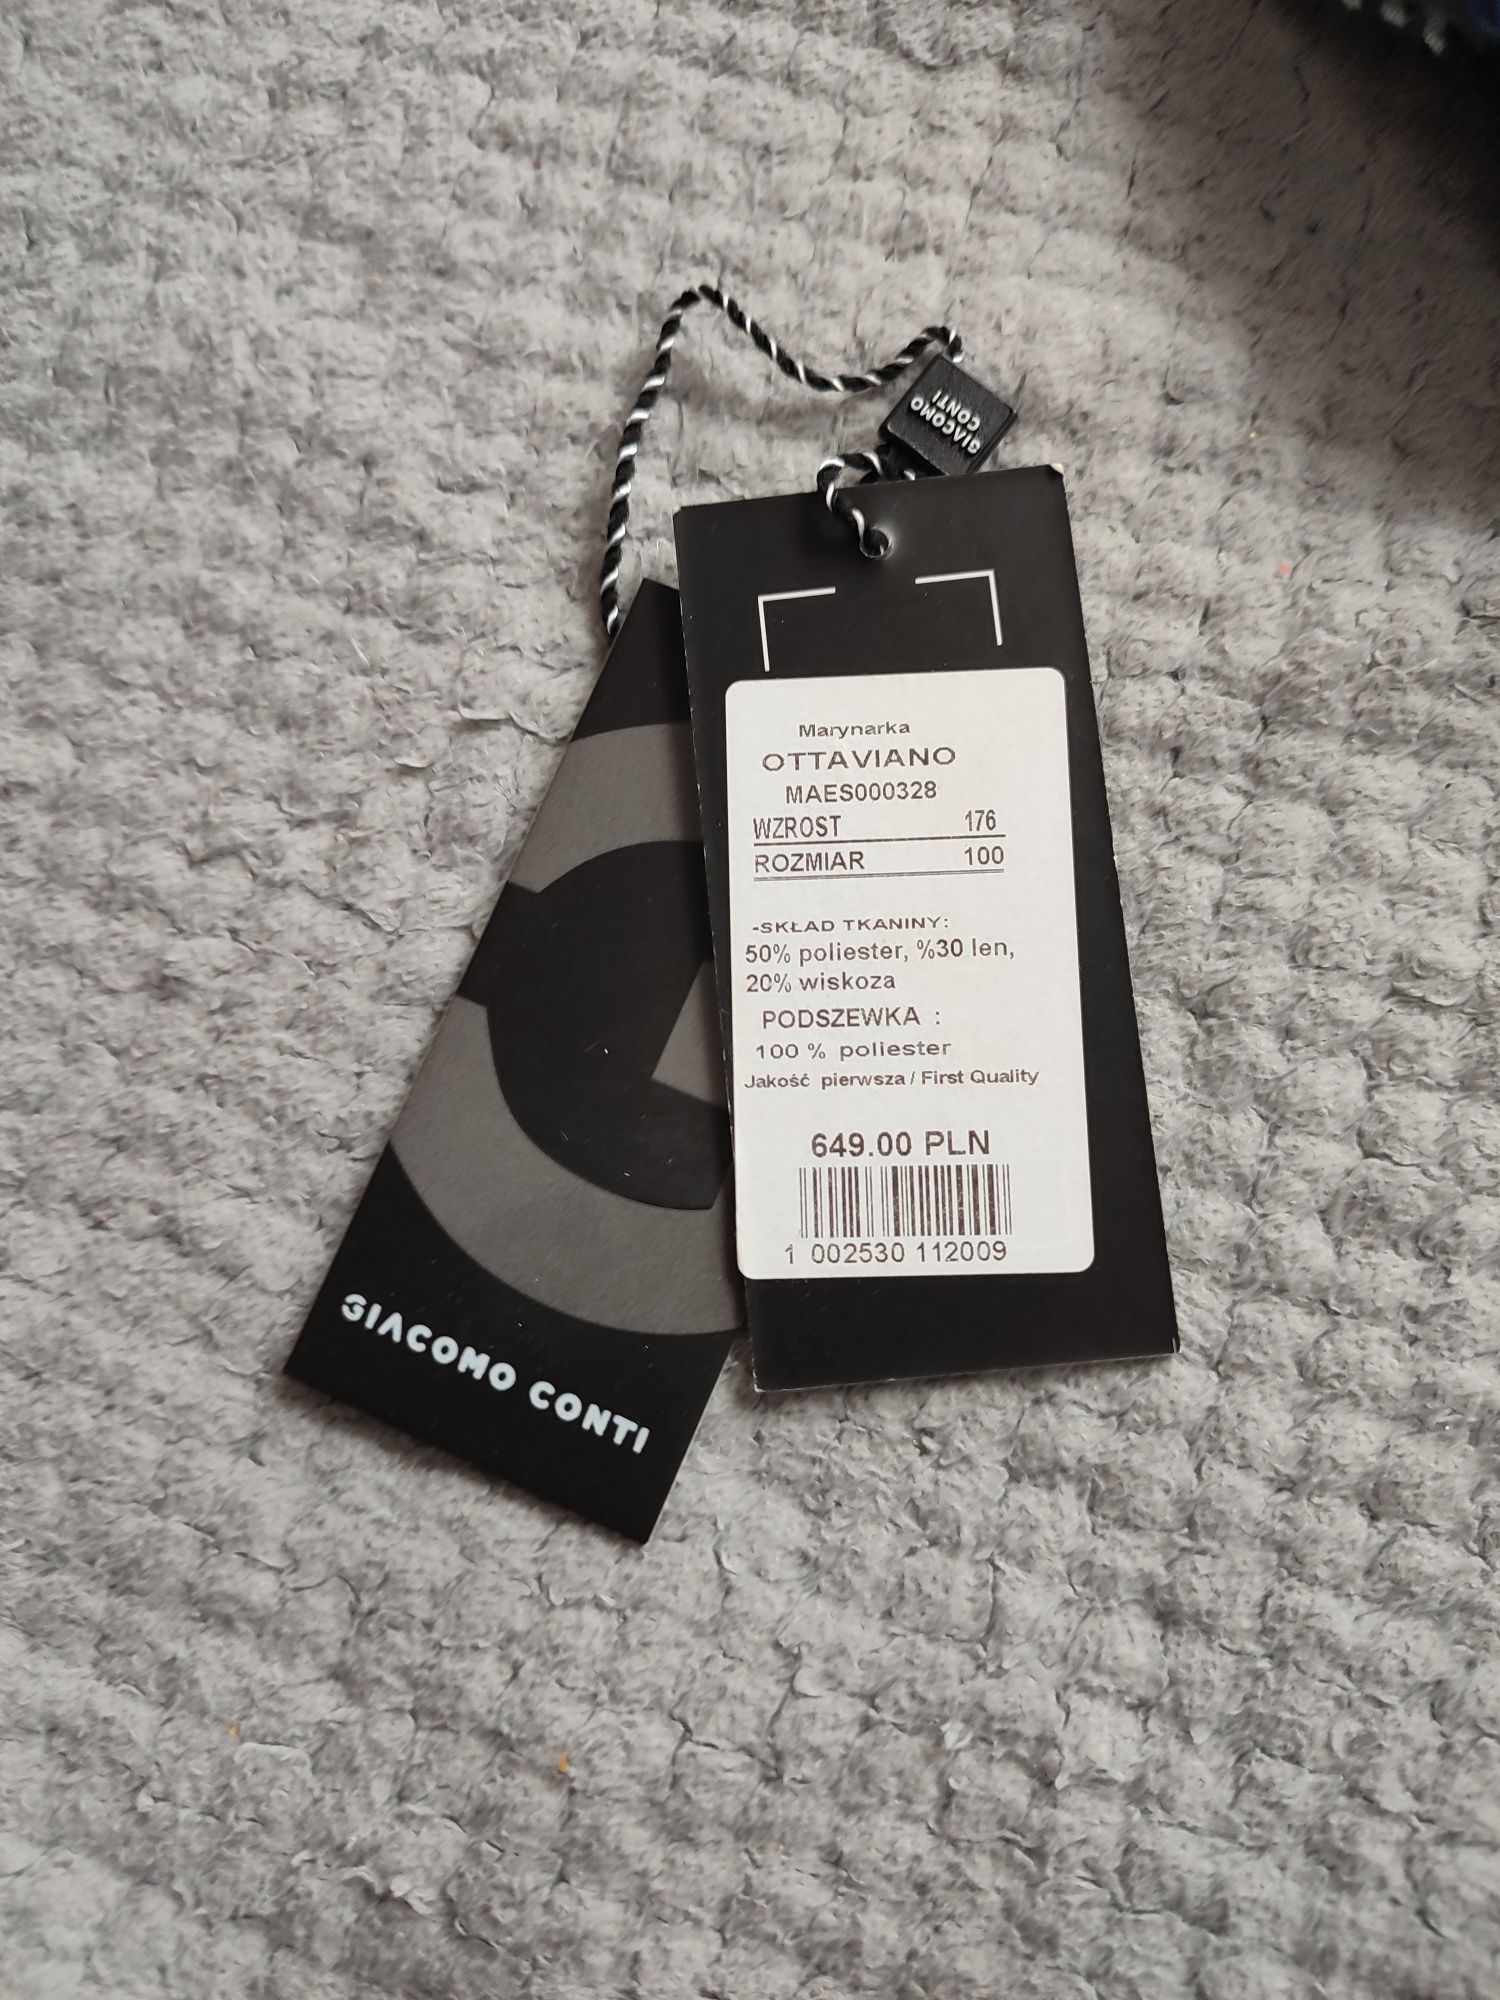 GIACOMO
CONTI
Marynarka
OTTAVIANO
MAES000328
WZROST 176
ROZMIAR 100
-SKŁAD TKANINY:
50% poliester, %30 len,
20% wiskoza
PODSZEWKA :
100 % poliester
Jakość pierwsza / First Quality
649.00 PLN
1 002530 112009
GIACOMO CONTI